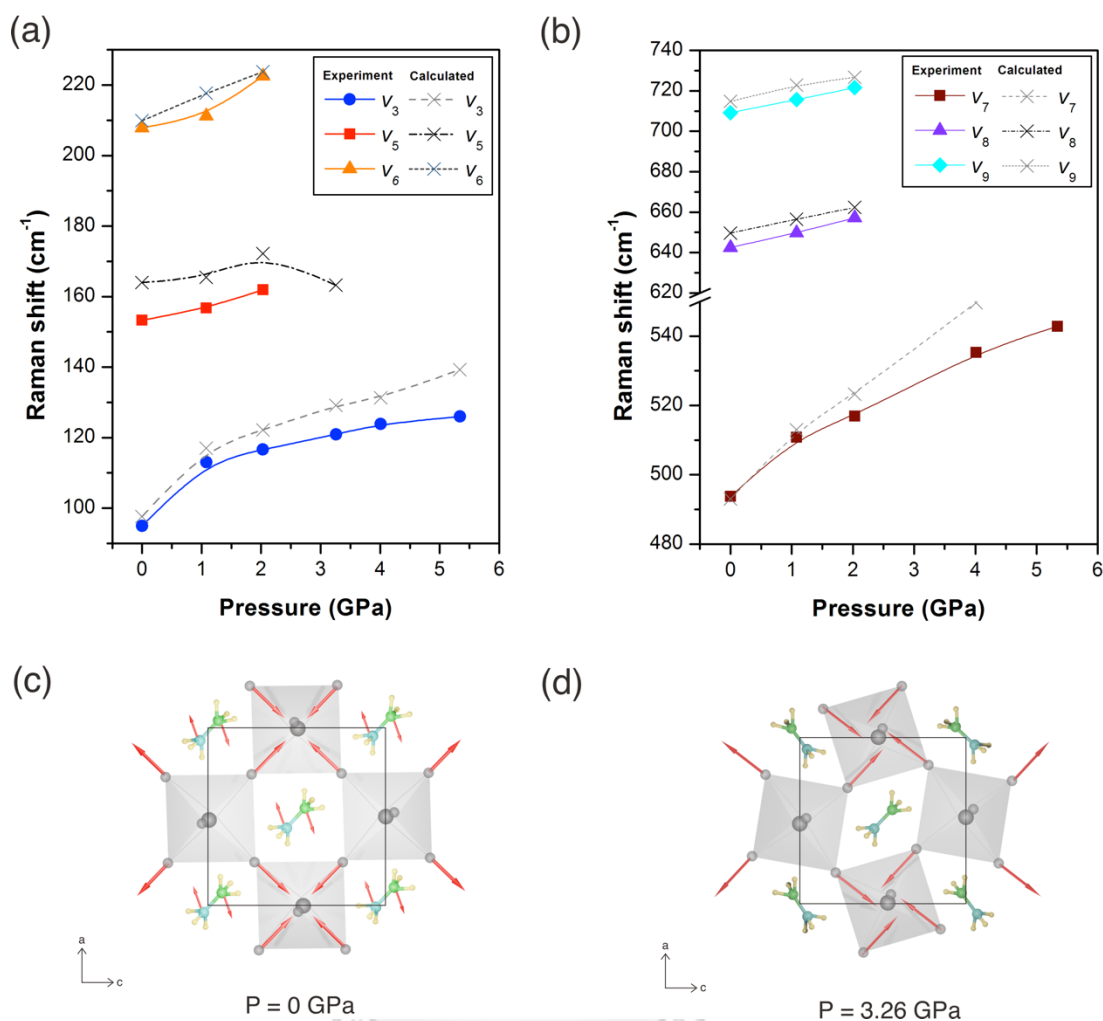 (a)
Raman shift (cm⁻¹)
220
200
180
160
140
120
100
0 1 2 3 4 5 6
Pressure (GPa)
Experiment Calculated
V₃ V₃
V₅ V₅
V₆ V₆
(b)
Raman shift (cm⁻¹)
740
720
700
680
660
640
620
540
520
500
480
0 1 2 3 4 5 6
Pressure (GPa)
Experiment Calculated
V₇ V₇
V₈ V₈
V₉ V₉
(c)
a
c
P = 0 GPa
(d)
a
c
P = 3.26 GPa